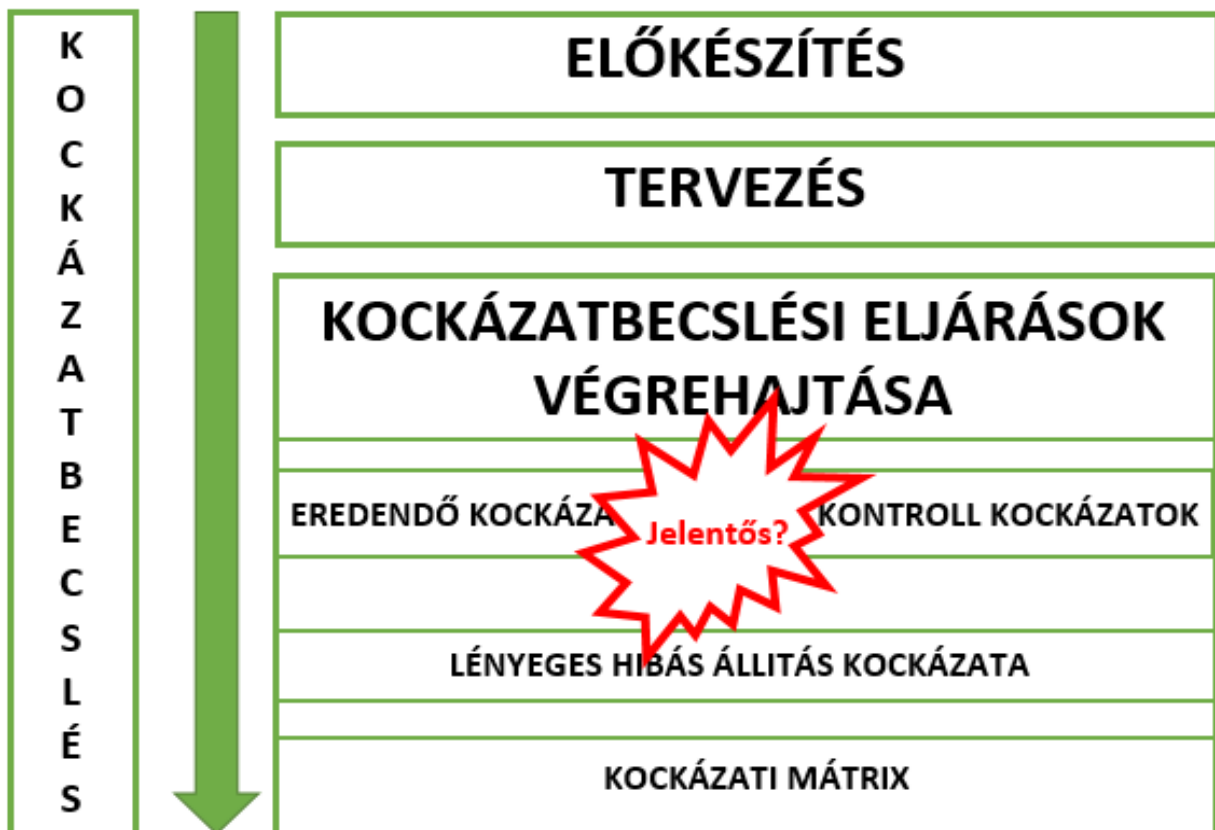 KOCKÁZATBECSLÉS
ELŐKÉSZÍTÉS
TERVEZÉS
KOCKÁZATBECSLÉSI ELJÁRÁSOK
VÉGREHAJTÁSA
EREDENDŐ KOCKÁZA
Jelentős?
KONTROLL KOCKÁZATOK
LÉNYEGES HIBÁS ÁLLITÁS KOCKÁZATA
KOCKÁZATI MÁTRIX